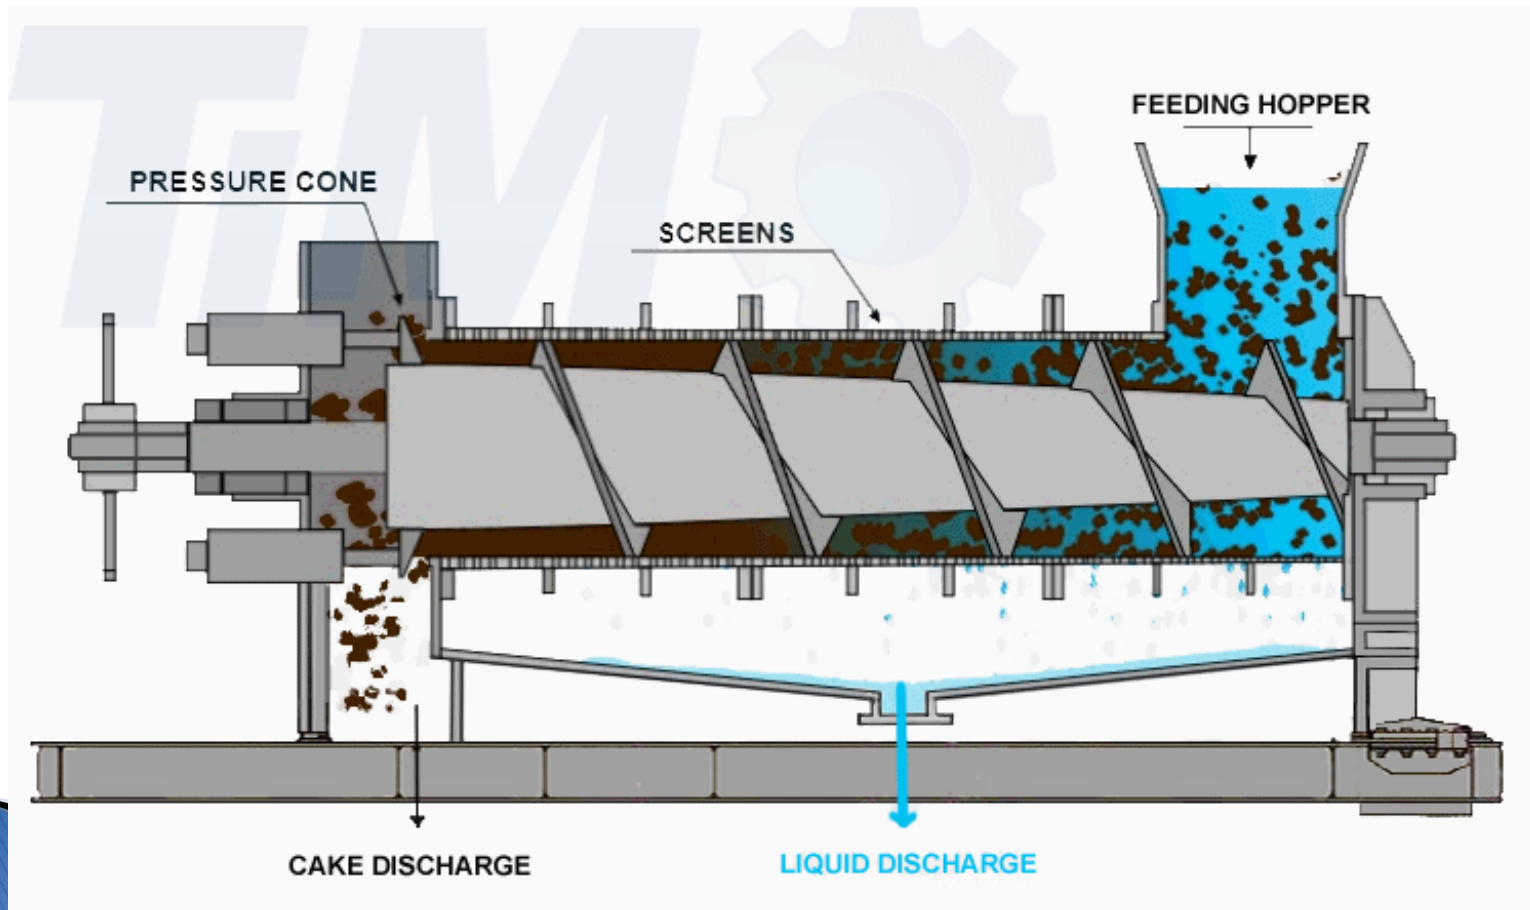 TiM
FEEDING HOPPER
PRESSURE CONE
SCREENS
CAKE DISCHARGE
LIQUID DISCHARGE